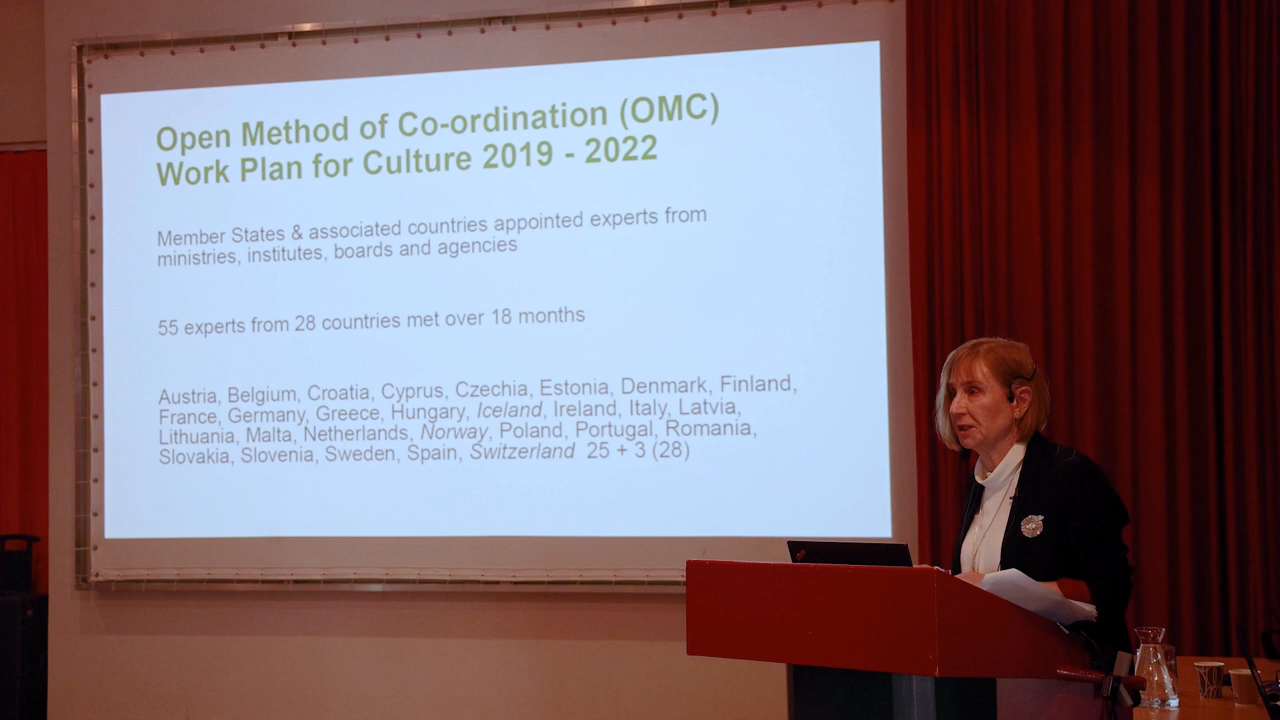 Open Method of Co-ordination (OMC)
Work Plan for Culture 2019 - 2022
Member States & associated countries appointed experts from
ministries, institutes, boards and agencies
55 experts from 28 countries met over 18 months
Austria, Belgium, Croatia, Cyprus, Czechia, Estonia, Denmark, Finland,
France, Germany, Greece, Hungary, Iceland, Ireland, Italy, Latvia,
Lithuania, Malta, Netherlands, Norway, Poland, Portugal, Romania,
Slovakia, Slovenia, Sweden, Spain, Switzerland 25 + 3 (28)